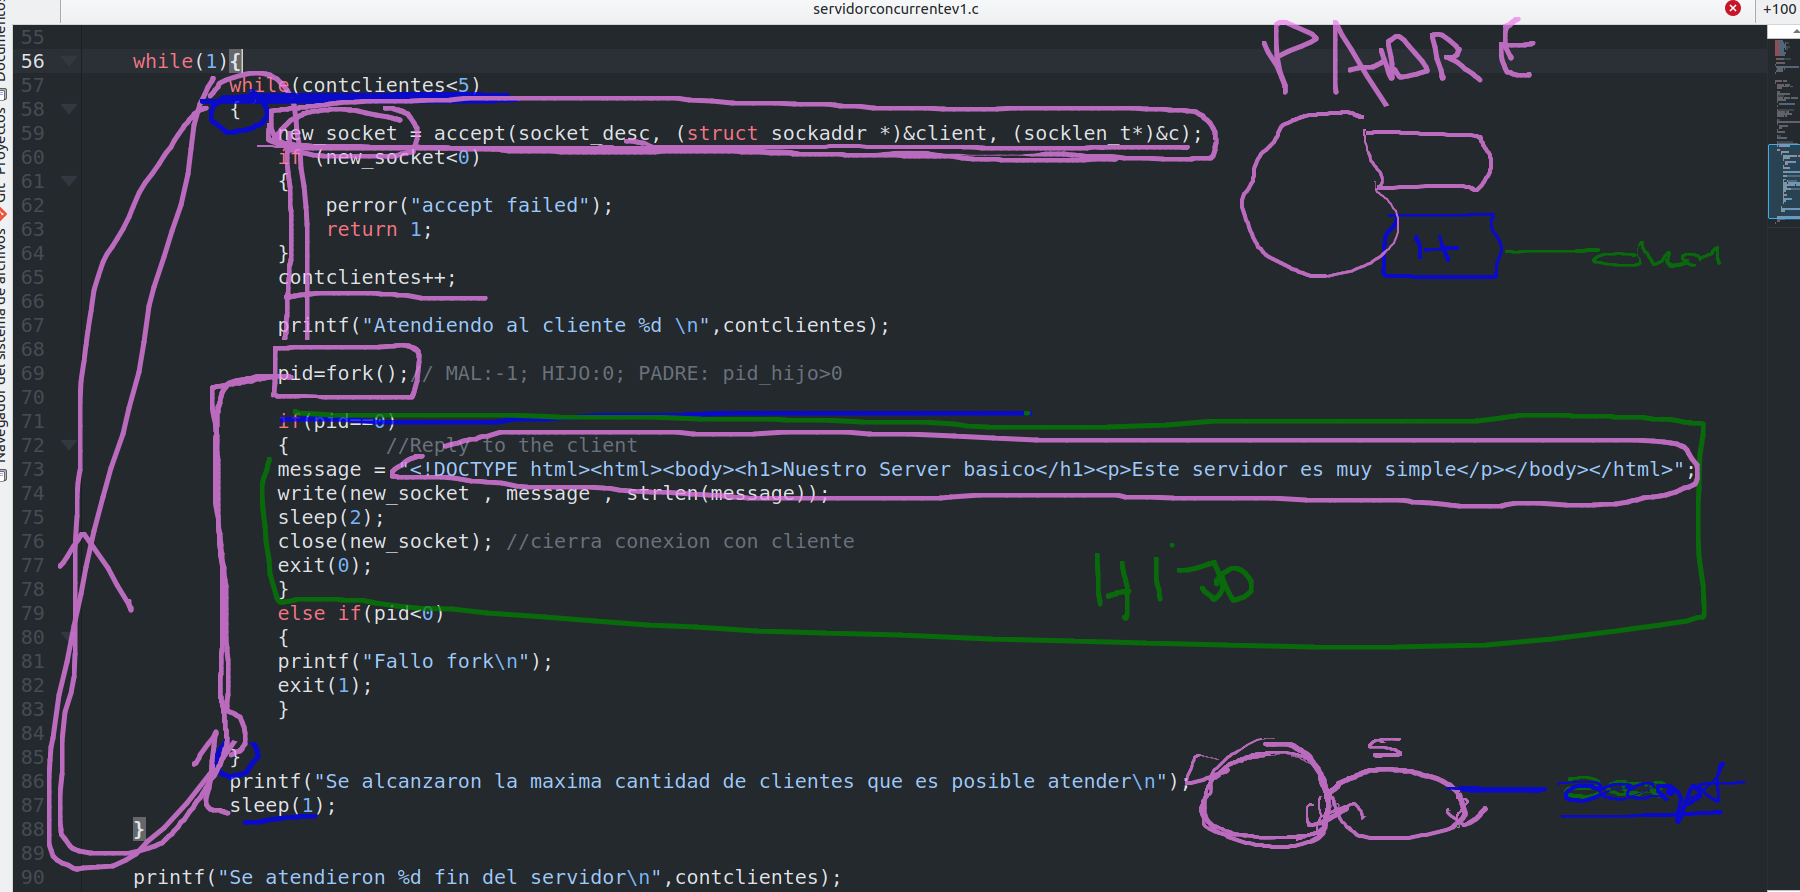 servidorconcurrentev1.c
+100
PADRE
55
56 while(1){
57 while(contclientes<5)
58 {
59 new_socket = accept(socket_desc, (struct sockaddr *)&client, (socklen_t*)&c);
60 if (new_socket<0)
61 {
62 perror("accept failed");
63 return 1;
64 }
65 contclientes++;
66
67 printf("Atendiendo al cliente %d \n",contclientes);
68
69 pid=fork();// MAL:-1; HIJO:0; PADRE: pid_hijo>0
70
71 if(pid==0)
72 { //Reply to the client
73 message = "<!DOCTYPE html><html><body><h1>Nuestro Server basico</h1><p>Este servidor es muy simple</p></body></html>";
74 write(new_socket , message , strlen(message));
75 sleep(2);
76 close(new_socket); //cierra conexion con cliente
77 exit(0);
78 }
79 else if(pid<0)
80 {
81 printf("Fallo fork\n");
82 exit(1);
83 }
84
85 }
86 printf("Se alcanzaron la maxima cantidad de clientes que es posible atender\n");
87 sleep(1);
88 }
89
90 printf("Se atendieron %d fin del servidor\n",contclientes);
H
HIJO
S
Documentos
Proyectos
Git
Navegador del sistema de archivos